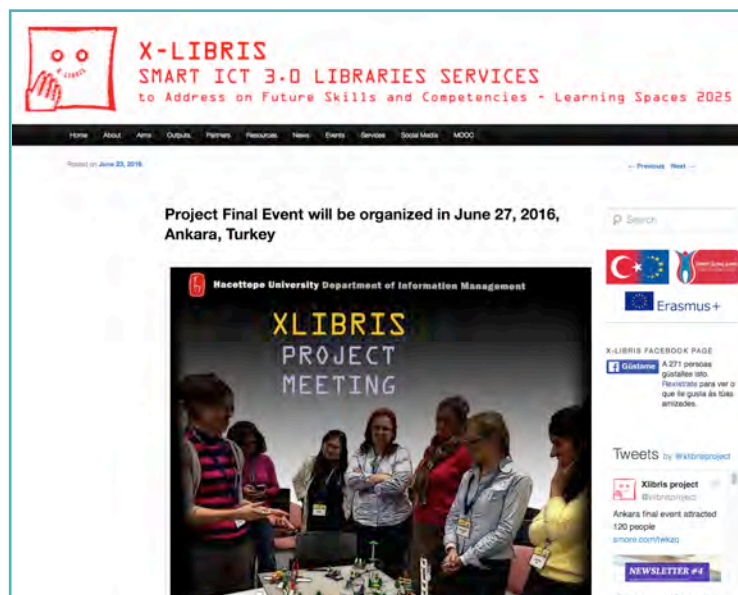 X-LIBRIS
X-LIBRIS
SMART ICT 3.0 LIBRARIES SERVICES
to Address on Future Skills and Competencies - Learning Spaces 2025
Home About Aims Outputs Partners Resources News Events Services Social Media MOOC
Posted on June 23, 2016
← Previous Next →
Project Final Event will be organized in June 27, 2016,
Ankara, Turkey
Search
Erasmus+
X-LIBRIS FACEBOOK PAGE
Gústame
A 271 persoas
gústalles isto.
Rexístrate para ver o
que lle gusta ás túas
amizades.
Hacettepe University Department of Information Management
XLIBRIS
PROJECT
MEETING
Tweets by @xlibrisproject
Xlibris project
@xlibrisproject
Ankara final event attracted
120 people
smore.com/twkzq
NEWSLETTER #4